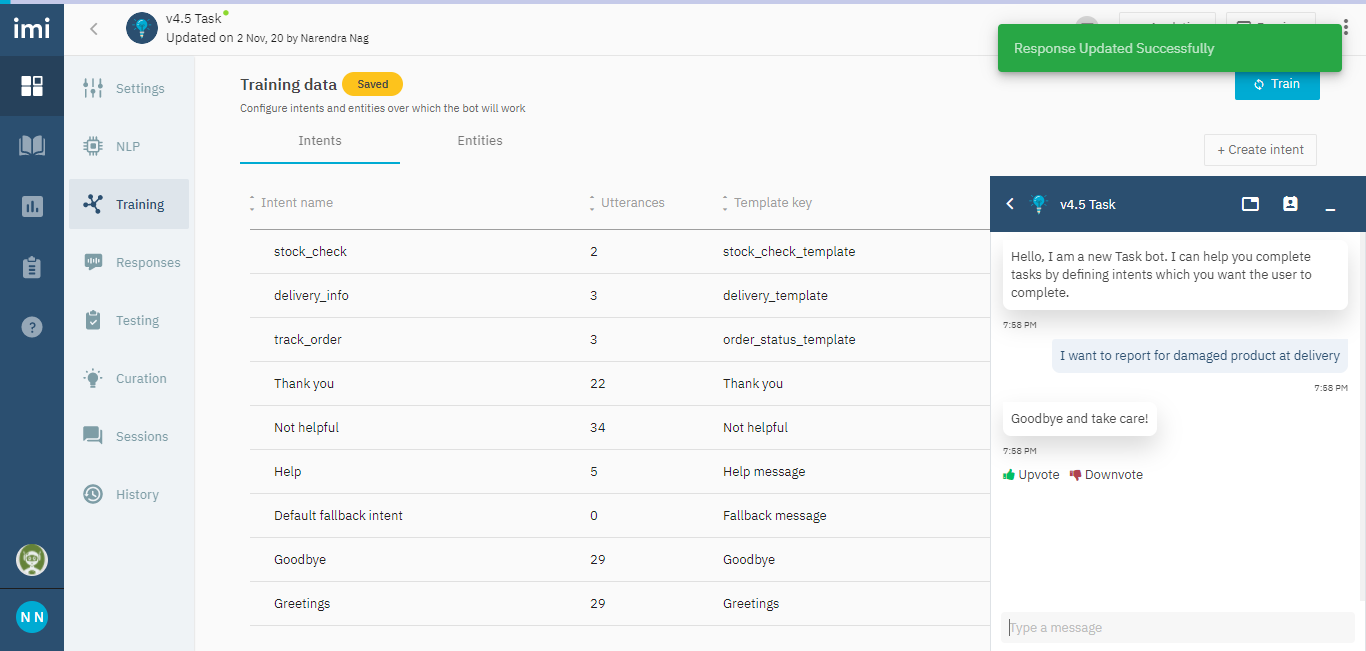 imi
v4.5 Task
Updated on 2 Nov, 20 by Narendra Nag
Response Updated Successfully
Settings
NLP
Training
Responses
Testing
Curation
Sessions
History
N N
Training data Saved
Configure intents and entities over which the bot will work
Train
Intents Entities
+ Create intent
Intent name Utterances Template key
stock_check 2 stock_check_template
delivery_info 3 delivery_template
track_order 3 order_status_template
Thank you 22 Thank you
Not helpful 34 Not helpful
Help 5 Help message
Default fallback intent 0 Fallback message
Goodbye 29 Goodbye
Greetings 29 Greetings
v4.5 Task
Hello, I am a new Task bot. I can help you complete
tasks by defining intents which you want the user to
complete.
7:58 PM
I want to report for damaged product at delivery
7:58 PM
Goodbye and take care!
7:58 PM
Upvote Downvote
Type a message